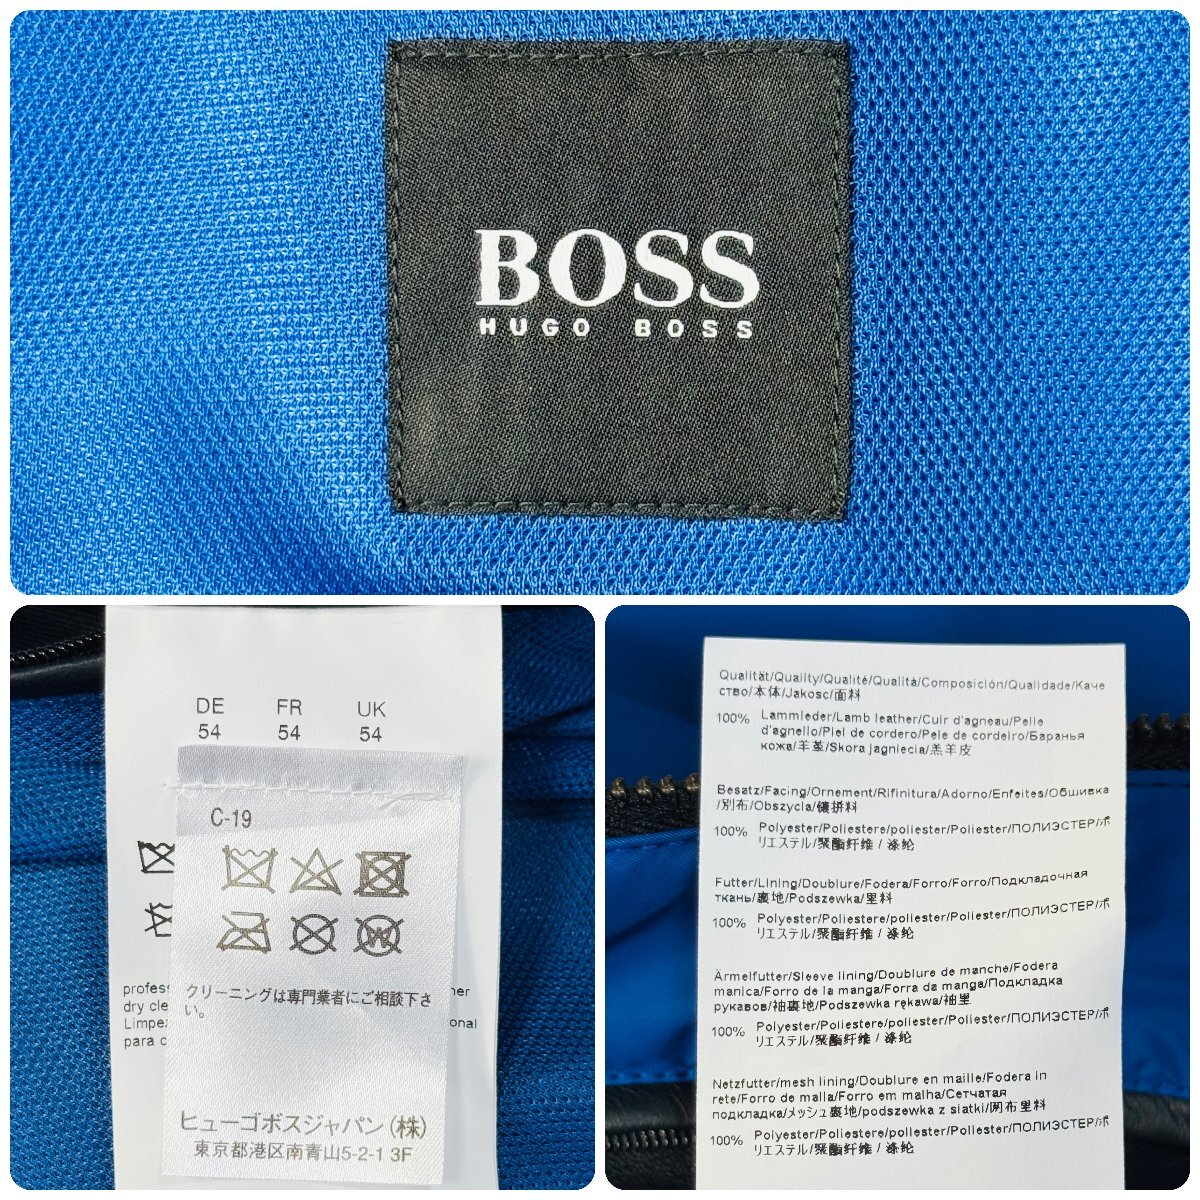 BOSS
HUGO BOSS
DE FR UK
54 54 54
C-19
クリーニングは専門業者にご相談下さ
い。
dry cle
Limpez
para c
ヒューゴボスジャパン(株)
東京都港区南青山5-2-1 3F
Qualität/Quality/Qualité/Qualità/Composición/Qualidade/Каче
ство/本体/Jakosc/面料
100% Lammleder/Lamb leather/Cuir d'agneau/Pelle
d'agnello/Piel de cordero/Pele de cordeiro/Баранья
кожа/羊革/Skora jagniecia/羔羊皮
Besatz/Facing/Ornement/Rifinitura/Adorno/Enfeites/Обшивка
/別布/Obszycla/镶拼料
100% Polyester/Poliestere/poliester/Poliester/ПОЛИЭСТЕР/ポ
リエステル/聚酯纤维 / 涤纶
Futter/Lining/Doublure/Fodera/Forro/Forro/Подкладочная
ткань/裏地/Podszewka/里料
100% Polyester/Poliestere/poliester/Poliester/ПОЛИЭСТЕР/ポ
リエステル/聚酯纤维 / 涤纶
Ärmelfutter/Sleeve lining/Doublure de manche/Fodera
manica/Forro de la manga/Forra da manga/Подкладка
рукавов/袖裏地/Podszewka rękawa/袖里
100% Polyester/Poliestere/poliester/Poliester/ПОЛИЭСТЕР/ポ
リエステル/聚酯纤维 / 涤纶
Netzfutter/mesh lining/Doublure en maille/Fodera in
rete/Forro de malla/Forro em malha/Сетчатая
подкладка/メッシュ裏地/podszewka z siatki/网布里料
100% Polyester/Poliestere/poliester/Poliester/ПОЛИЭСТЕР/ポ
リエステル/聚酯纤维 / 涤纶